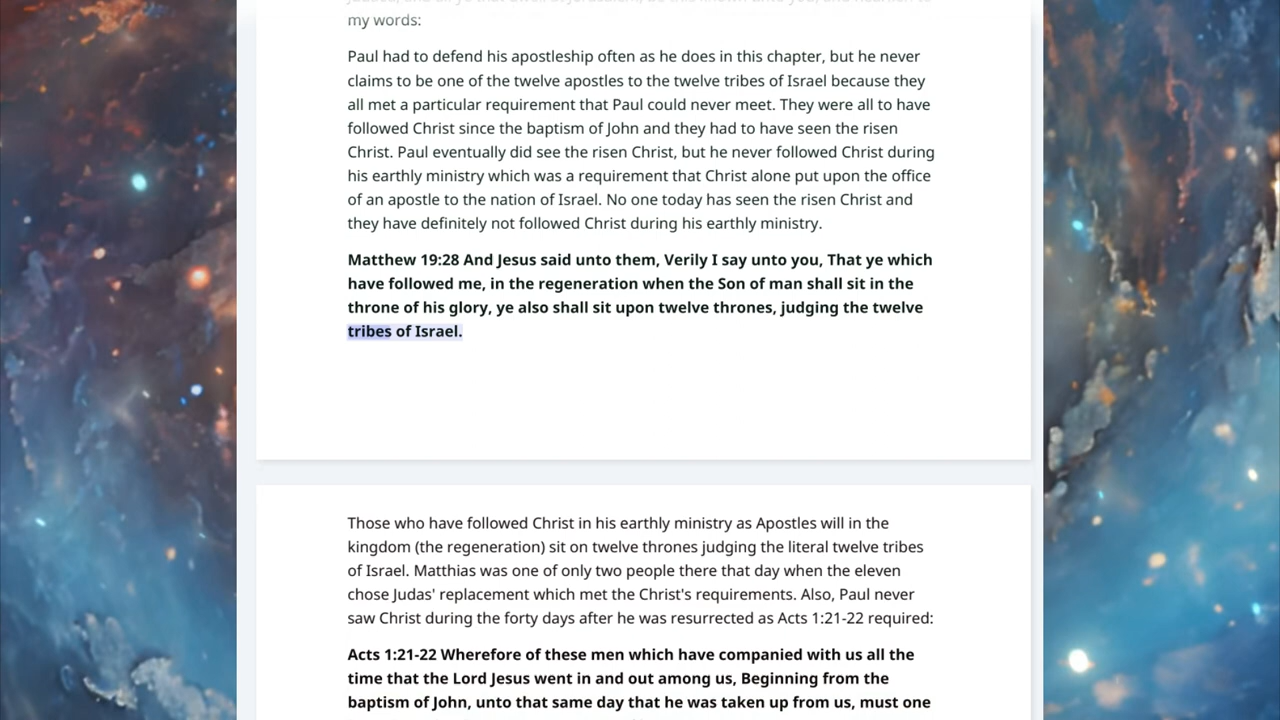 my words:
Paul had to defend his apostleship often as he does in this chapter, but he never
claims to be one of the twelve apostles to the twelve tribes of Israel because they
all met a particular requirement that Paul could never meet. They were all to have
followed Christ since the baptism of John and they had to have seen the risen
Christ. Paul eventually did see the risen Christ, but he never followed Christ during
his earthly ministry which was a requirement that Christ alone put upon the office
of an apostle to the nation of Israel. No one today has seen the risen Christ and
they have definitely not followed Christ during his earthly ministry.
Matthew 19:28 And Jesus said unto them, Verily I say unto you, That ye which
have followed me, in the regeneration when the Son of man shall sit in the
throne of his glory, ye also shall sit upon twelve thrones, judging the twelve
tribes of Israel.
Those who have followed Christ in his earthly ministry as Apostles will in the
kingdom (the regeneration) sit on twelve thrones judging the literal twelve tribes
of Israel. Matthias was one of only two people there that day when the eleven
chose Judas' replacement which met the Christ's requirements. Also, Paul never
saw Christ during the forty days after he was resurrected as Acts 1:21-22 required:
Acts 1:21-22 Wherefore of these men which have companied with us all the
time that the Lord Jesus went in and out among us, Beginning from the
baptism of John, unto that same day that he was taken up from us, must one